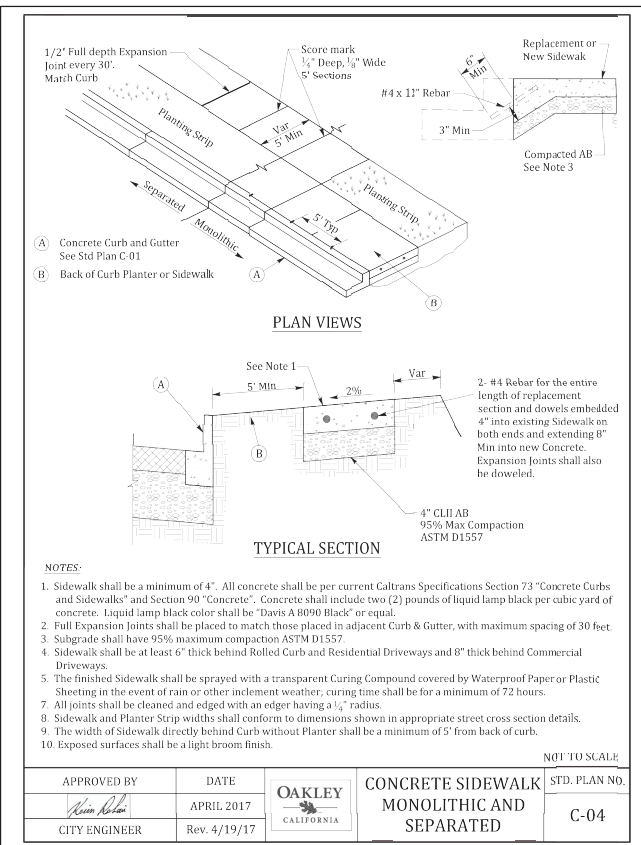 1/2" Full depth Expansion
Joint every 30'.
Match Curb
Score mark
1/4" Deep, 1/8" Wide
5' Sections
Replacement or
New Sidewak
6"
Min
#4 x 1
Rebar
3" Min
Compacted AB
See Note 3
Planting Strip
Var
5' Min
Planting Strip
Separated
Monolithic
5' Typ
A Concrete Curb and Gutter
See Std Plan C-01
B Back of Curb Planter or Sidewalk
A
B
PLAN VIEWS
See Note 1
A
5' Min
2%
Var
B
2- #4 Rebar for the entire
length of replacement
section and dowels embedded
4" into existing Sidewalk on
both ends and extending 8"
Min into new Concrete.
Expansion Joints shall also
be doweled.
4" CLII AB
95% Max Compaction
ASTM D1557
TYPICAL SECTION
NOTES:
1. Sidewalk shall be a minimum of 4". All concrete shall be per current Caltrans Specifications Section 73 "Concrete Curbs
and Sidewalks" and Section 90 "Concrete". Concrete shall include two (2) pounds of liquid lamp black per cubic yard of
concrete. Liquid lamp black color shall be "Davis A 8090 Black" or equal.
2. Full Expansion Joints shall be placed to match those placed in adjacent Curb & Gutter, with maximum spacing of 30 feet.
3. Subgrade shall have 95% maximum compaction ASTM D1557.
4. Sidewalk shall be at least 6" thick behind Rolled Curb and Residential Driveways and 8" thick behind Commercial
Driveways.
5. The finished Sidewalk shall be sprayed with a transparent Curing Compound covered by Waterproof Paper or Plastic
Sheeting in the event of rain or other inclement weather; curing time shall be for a minimum of 72 hours.
7. All joints shall be cleaned and edged with an edger having a 1/4" radius.
8. Sidewalk and Planter Strip widths shall conform to dimensions shown in appropriate street cross section details.
9. The width of Sidewalk directly behind Curb without Planter shall be a minimum of 5' from back of curb.
10. Exposed surfaces shall be a light broom finish.
NOT TO SCALE
APPROVED BY
CITY ENGINEER
DATE
APRIL 2017
Rev. 4/19/17
OAKLEY
CALIFORNIA
CONCRETE SIDEWALK
MONOLITHIC AND
SEPARATED
STD. PLAN NO.
C-04